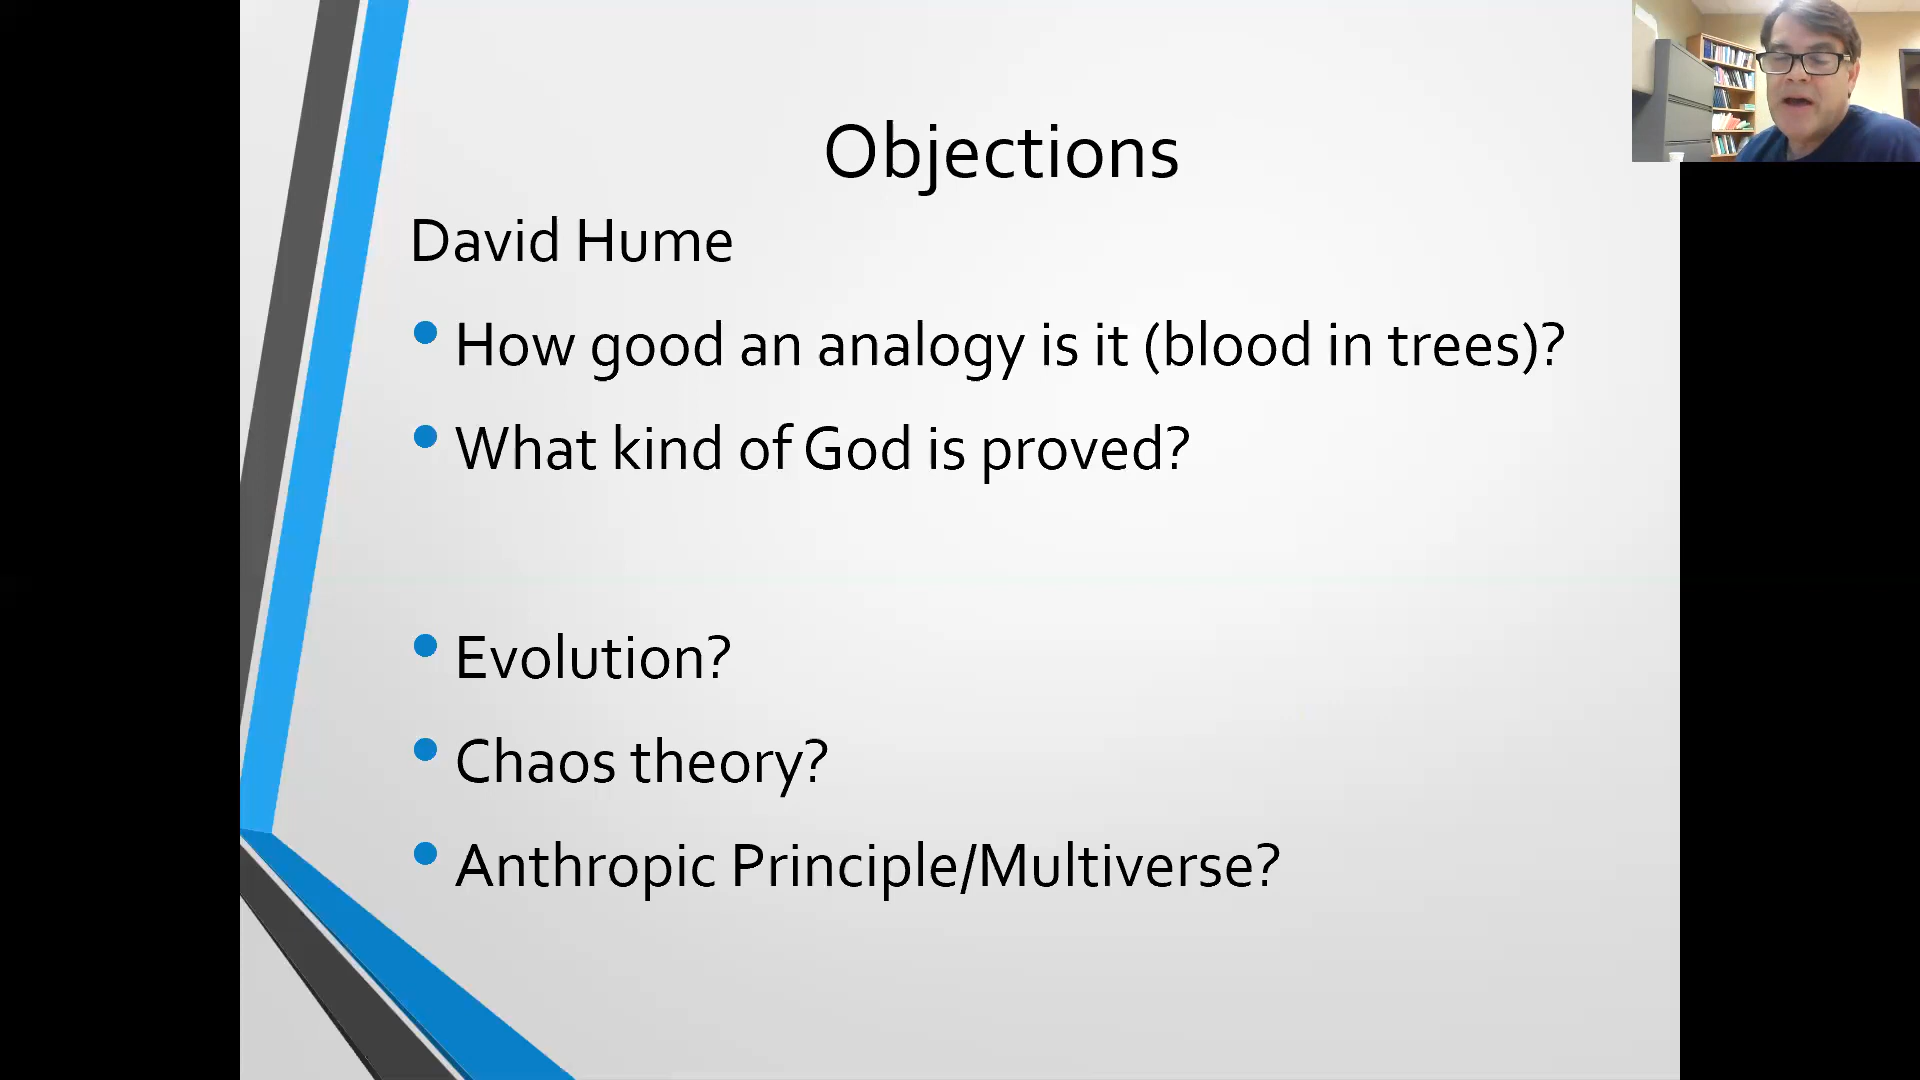 Objections
David Hume
• How good an analogy is it (blood in trees)?
• What kind of God is proved?
• Evolution?
• Chaos theory?
• Anthropic Principle/Multiverse?